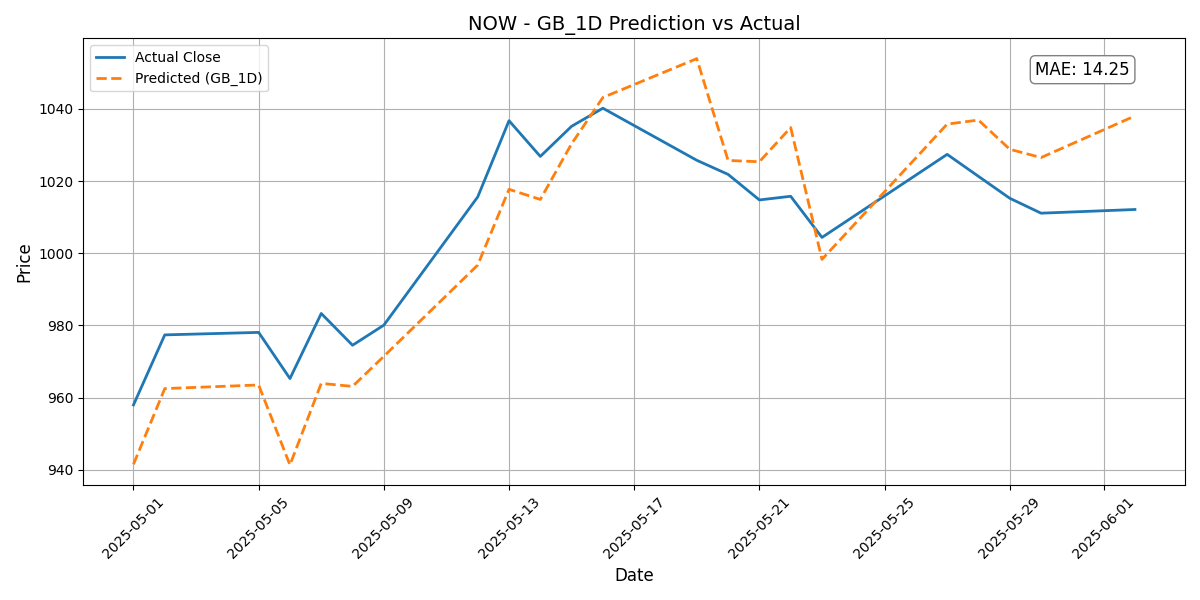 NOW - GB_1D Prediction vs Actual
Actual Close
Predicted (GB_1D)
MAE: 14.25
Price
1040
1020
1000
980
960
940
2025-05-01
2025-05-05
2025-05-09
2025-05-13
2025-05-17
2025-05-21
2025-05-25
2025-05-29
2025-06-01
Date